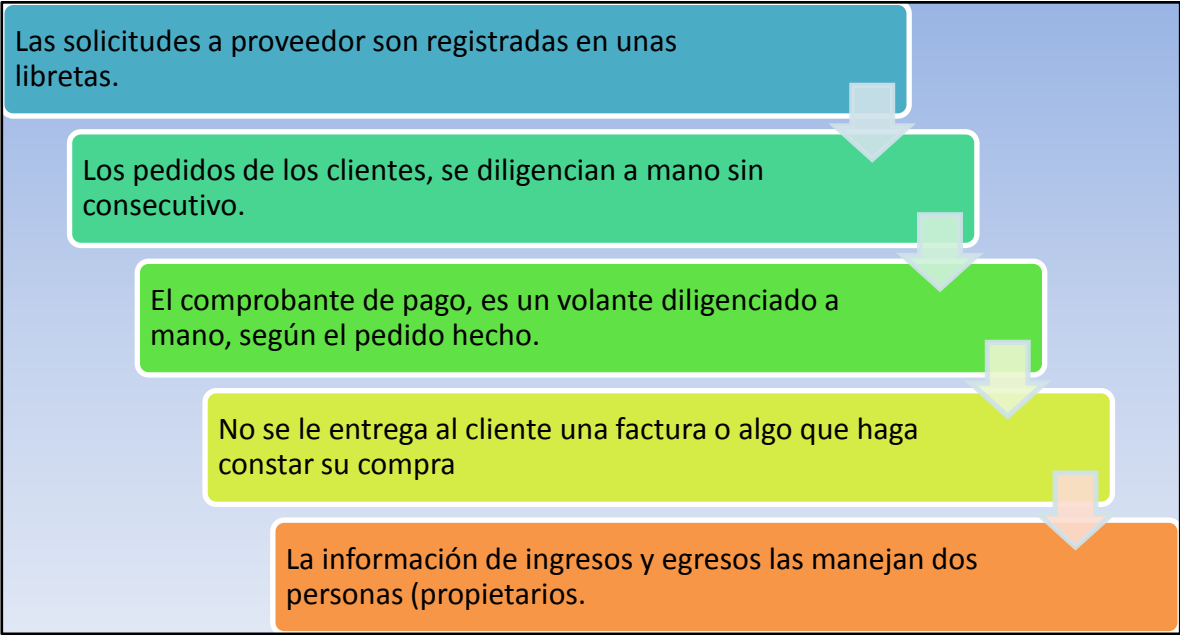 Las solicitudes a proveedor son registradas en unas
libretas.
Los pedidos de los clientes, se diligencian a mano sin
consecutivo.
El comprobante de pago, es un volante diligenciado a
mano, según el pedido hecho.
No se le entrega al cliente una factura o algo que haga
constar su compra
La información de ingresos y egresos las manejan dos
personas (propietarios.